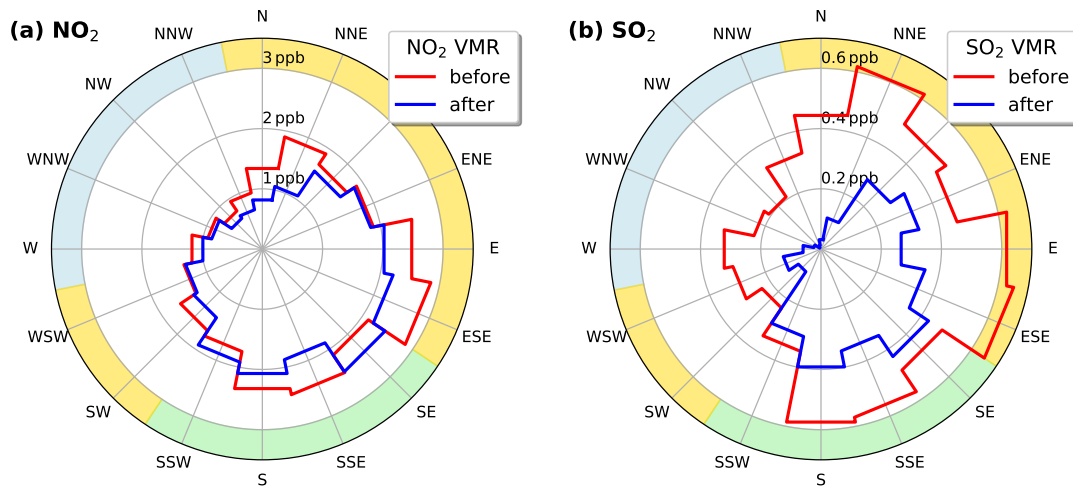 (a) NO₂
N
NNW
NNE
NO₂ VMR
before
after
NW
3 ppb
2 ppb
1 ppb
WNW
ENE
W
E
WSW
ESE
SW
SE
SSW
SSE
S
(b) SO₂
N
NNW
NNE
SO₂ VMR
before
after
NW
0.6 ppb
0.4 ppb
0.2 ppb
WNW
ENE
W
E
WSW
ESE
SW
SE
SSW
SSE
S